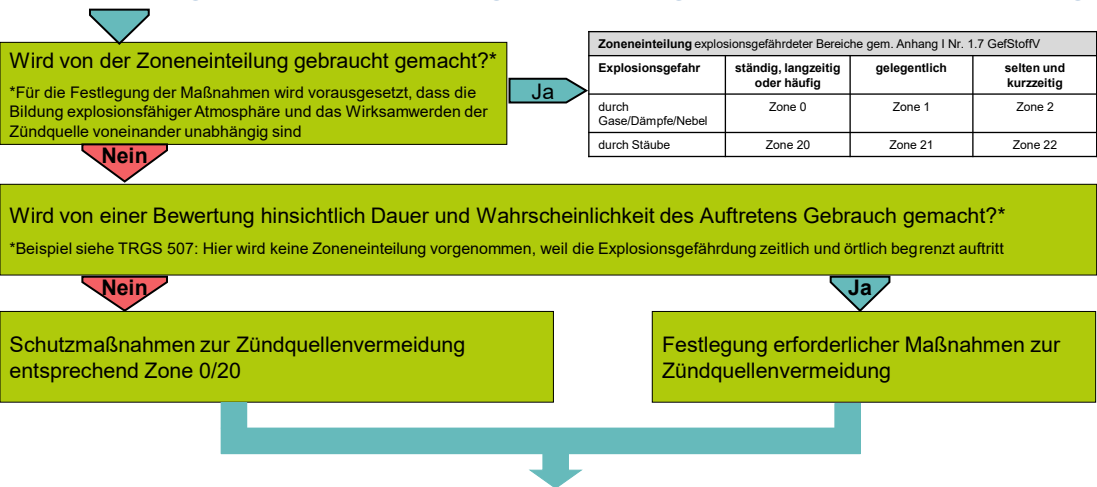 Wird von der Zoneneinteilung gebraucht gemacht?*
*Für die Festlegung der Maßnahmen wird vorausgesetzt, dass die
Bildung explosionsfähiger Atmosphäre und das Wirksamwerden der
Zündquelle voneinander unabhängig sind
Ja
Zoneneinteilung explosionsgefährdeter Bereiche gem. Anhang I Nr. 1.7 GefStoffV
Explosionsgefahr
ständig, langzeitig
oder häufig
gelegentlich
selten und
kurzzeitig
durch
Gase/Dämpfe/Nebel
Zone 0
Zone 1
Zone 2
durch Stäube
Zone 20
Zone 21
Zone 22
Nein
Wird von einer Bewertung hinsichtlich Dauer und Wahrscheinlichkeit des Auftretens Gebrauch gemacht?*
*Beispiel siehe TRGS 507: Hier wird keine Zoneneinteilung vorgenommen, weil die Explosionsgefährdung zeitlich und örtlich begrenzt auftritt
Nein
Ja
Schutzmaßnahmen zur Zündquellenvermeidung
entsprechend Zone 0/20
Festlegung erforderlicher Maßnahmen zur
Zündquellenvermeidung